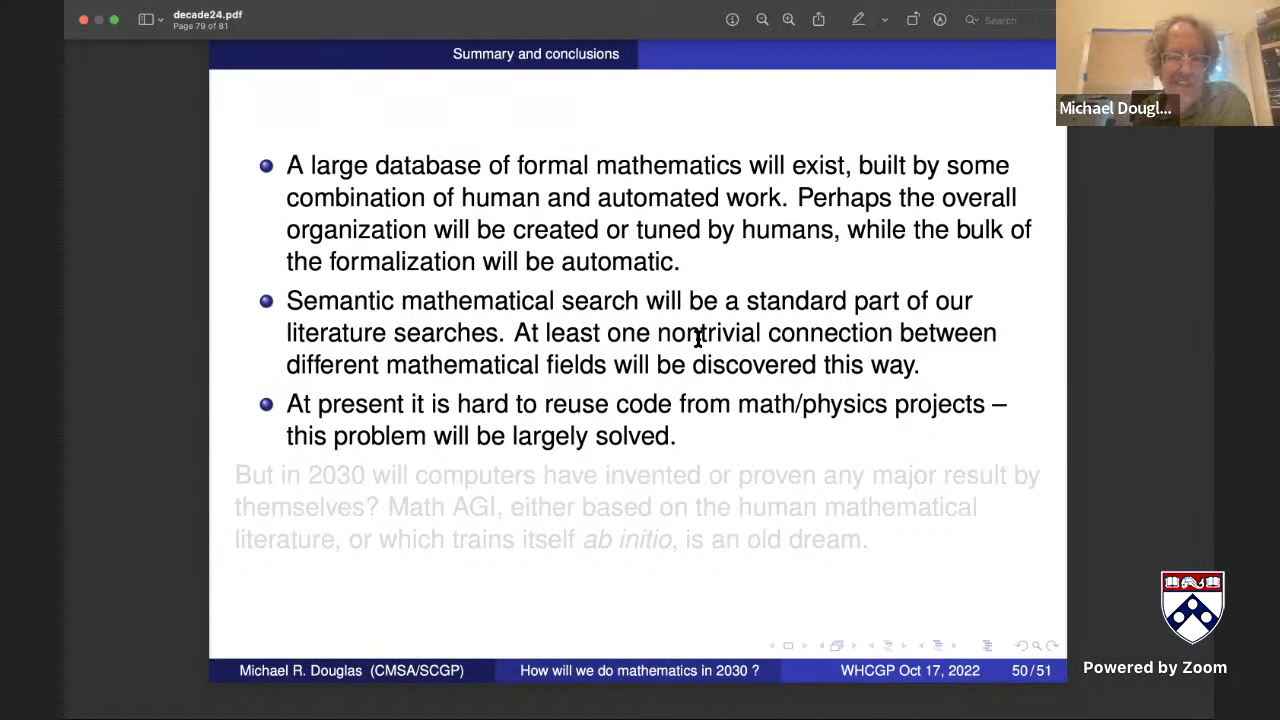 decade24.pdf
Page 79 of 81
Search
Summary and conclusions
Michael Dougl...
A large database of formal mathematics will exist, built by some
combination of human and automated work. Perhaps the overall
organization will be created or tuned by humans, while the bulk of
the formalization will be automatic.
Semantic mathematical search will be a standard part of our
literature searches. At least one nontrivial connection between
different mathematical fields will be discovered this way.
At present it is hard to reuse code from math/physics projects –
this problem will be largely solved.
But in 2030 will computers have invented or proven any major result by
themselves? Math AGI, either based on the human mathematical
literature, or which trains itself ab initio, is an old dream.
Michael R. Douglas (CMSA/SCGP)
How will we do mathematics in 2030 ?
WHCGP Oct 17, 2022
50 / 51
Powered by Zoom